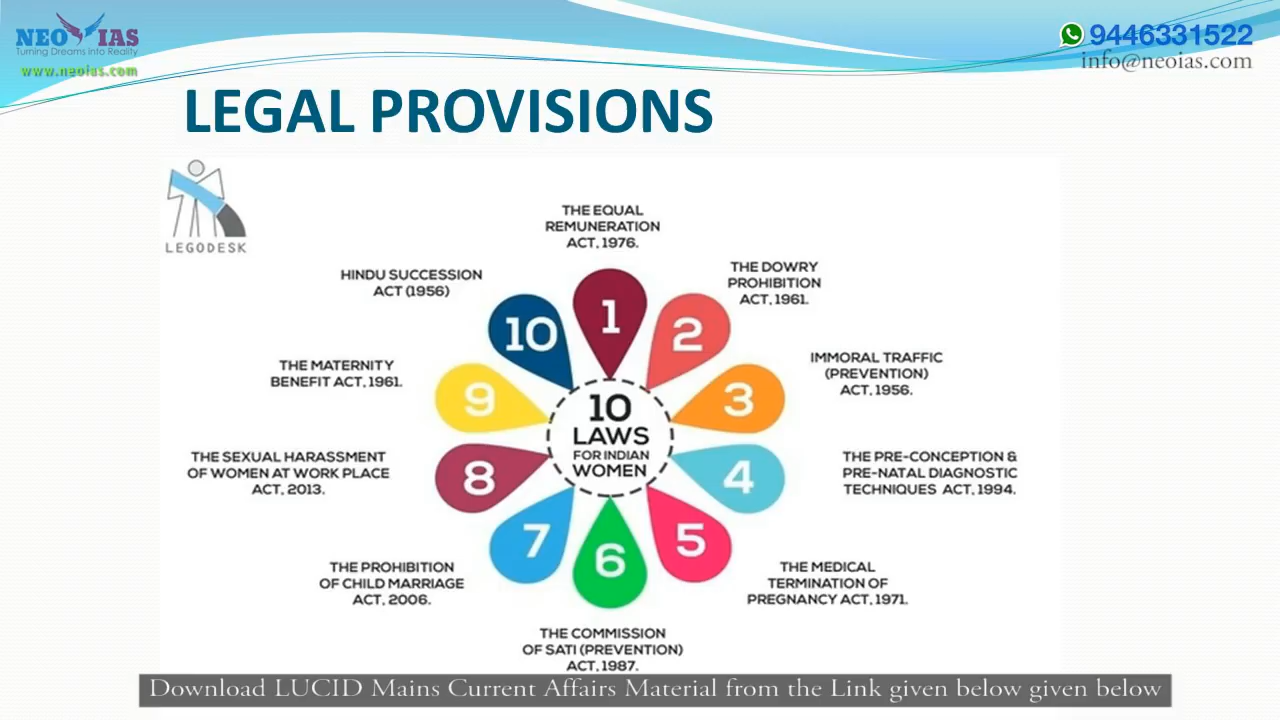 NEO IAS
Turning Dreams into Reality
www.neoias.com
9446331522
info@neoias.com
LEGAL PROVISIONS
LEGODESK
THE EQUAL
REMUNERATION
ACT, 1976.
THE DOWRY
PROHIBITION
ACT, 1961.
IMMORAL TRAFFIC
(PREVENTION)
ACT, 1956.
THE PRE-CONCEPTION &
PRE-NATAL DIAGNOSTIC
TECHNIQUES ACT, 1994.
THE MEDICAL
TERMINATION OF
PREGNANCY ACT, 1971.
THE COMMISSION
OF SATI (PREVENTION)
ACT, 1987.
THE PROHIBITION
OF CHILD MARRIAGE
ACT, 2006.
THE SEXUAL HARASSMENT
OF WOMEN AT WORK PLACE
ACT, 2013.
THE MATERNITY
BENEFIT ACT, 1961.
HINDU SUCCESSION
ACT (1956)
1
2
3
4
5
6
7
8
9
10
10
LAWS
FOR INDIAN
WOMEN
Download LUCID Mains Current Affairs Material from the Link given below given below